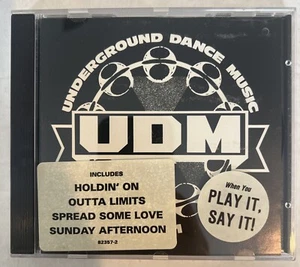 UNDERGROUND DANCE MUSIC
UDM
INCLUDES
HOLDIN' ON
OUTTA LIMITS
SPREAD SOME LOVE
SUNDAY AFTERNOON
62357-2
When You
PLAY IT,
SAY IT!